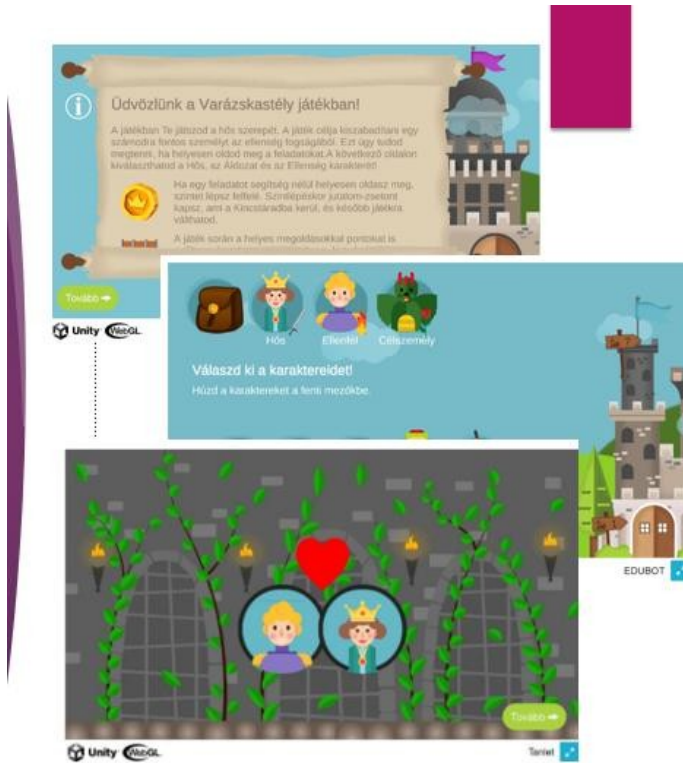 Üdvözlünk a Varázskastély játékban!
A játékban Te játszod a hős szerepét. A játék célja kiszabadítani egy
számodra fontos személyt az ellenség fogságából. Ezt úgy tudod
megtenni, ha helyesen oldod meg a feladatokat.A következő oldalon
kiválaszthatod a Hős, az Áldozat és az Ellenség karakterét!
Ha egy feladatot segítség nélül helyesen oldasz meg,
szintet lépsz felfelé. Szintlépéskor jutalom-zsetont
kapsz, ami a Kincstáradba kerül, és később játékra
válthatod.
A játék során a helyes megoldásokkal pontokat is
Tovább
Unity WebGL
Hős
Ellenfél
Célszemély
Válaszd ki a karaktereidet!
Húzd a karaktereket a fenti mezőkbe.
EDUBOT
Tovább
Unity WebGL
Tanlet